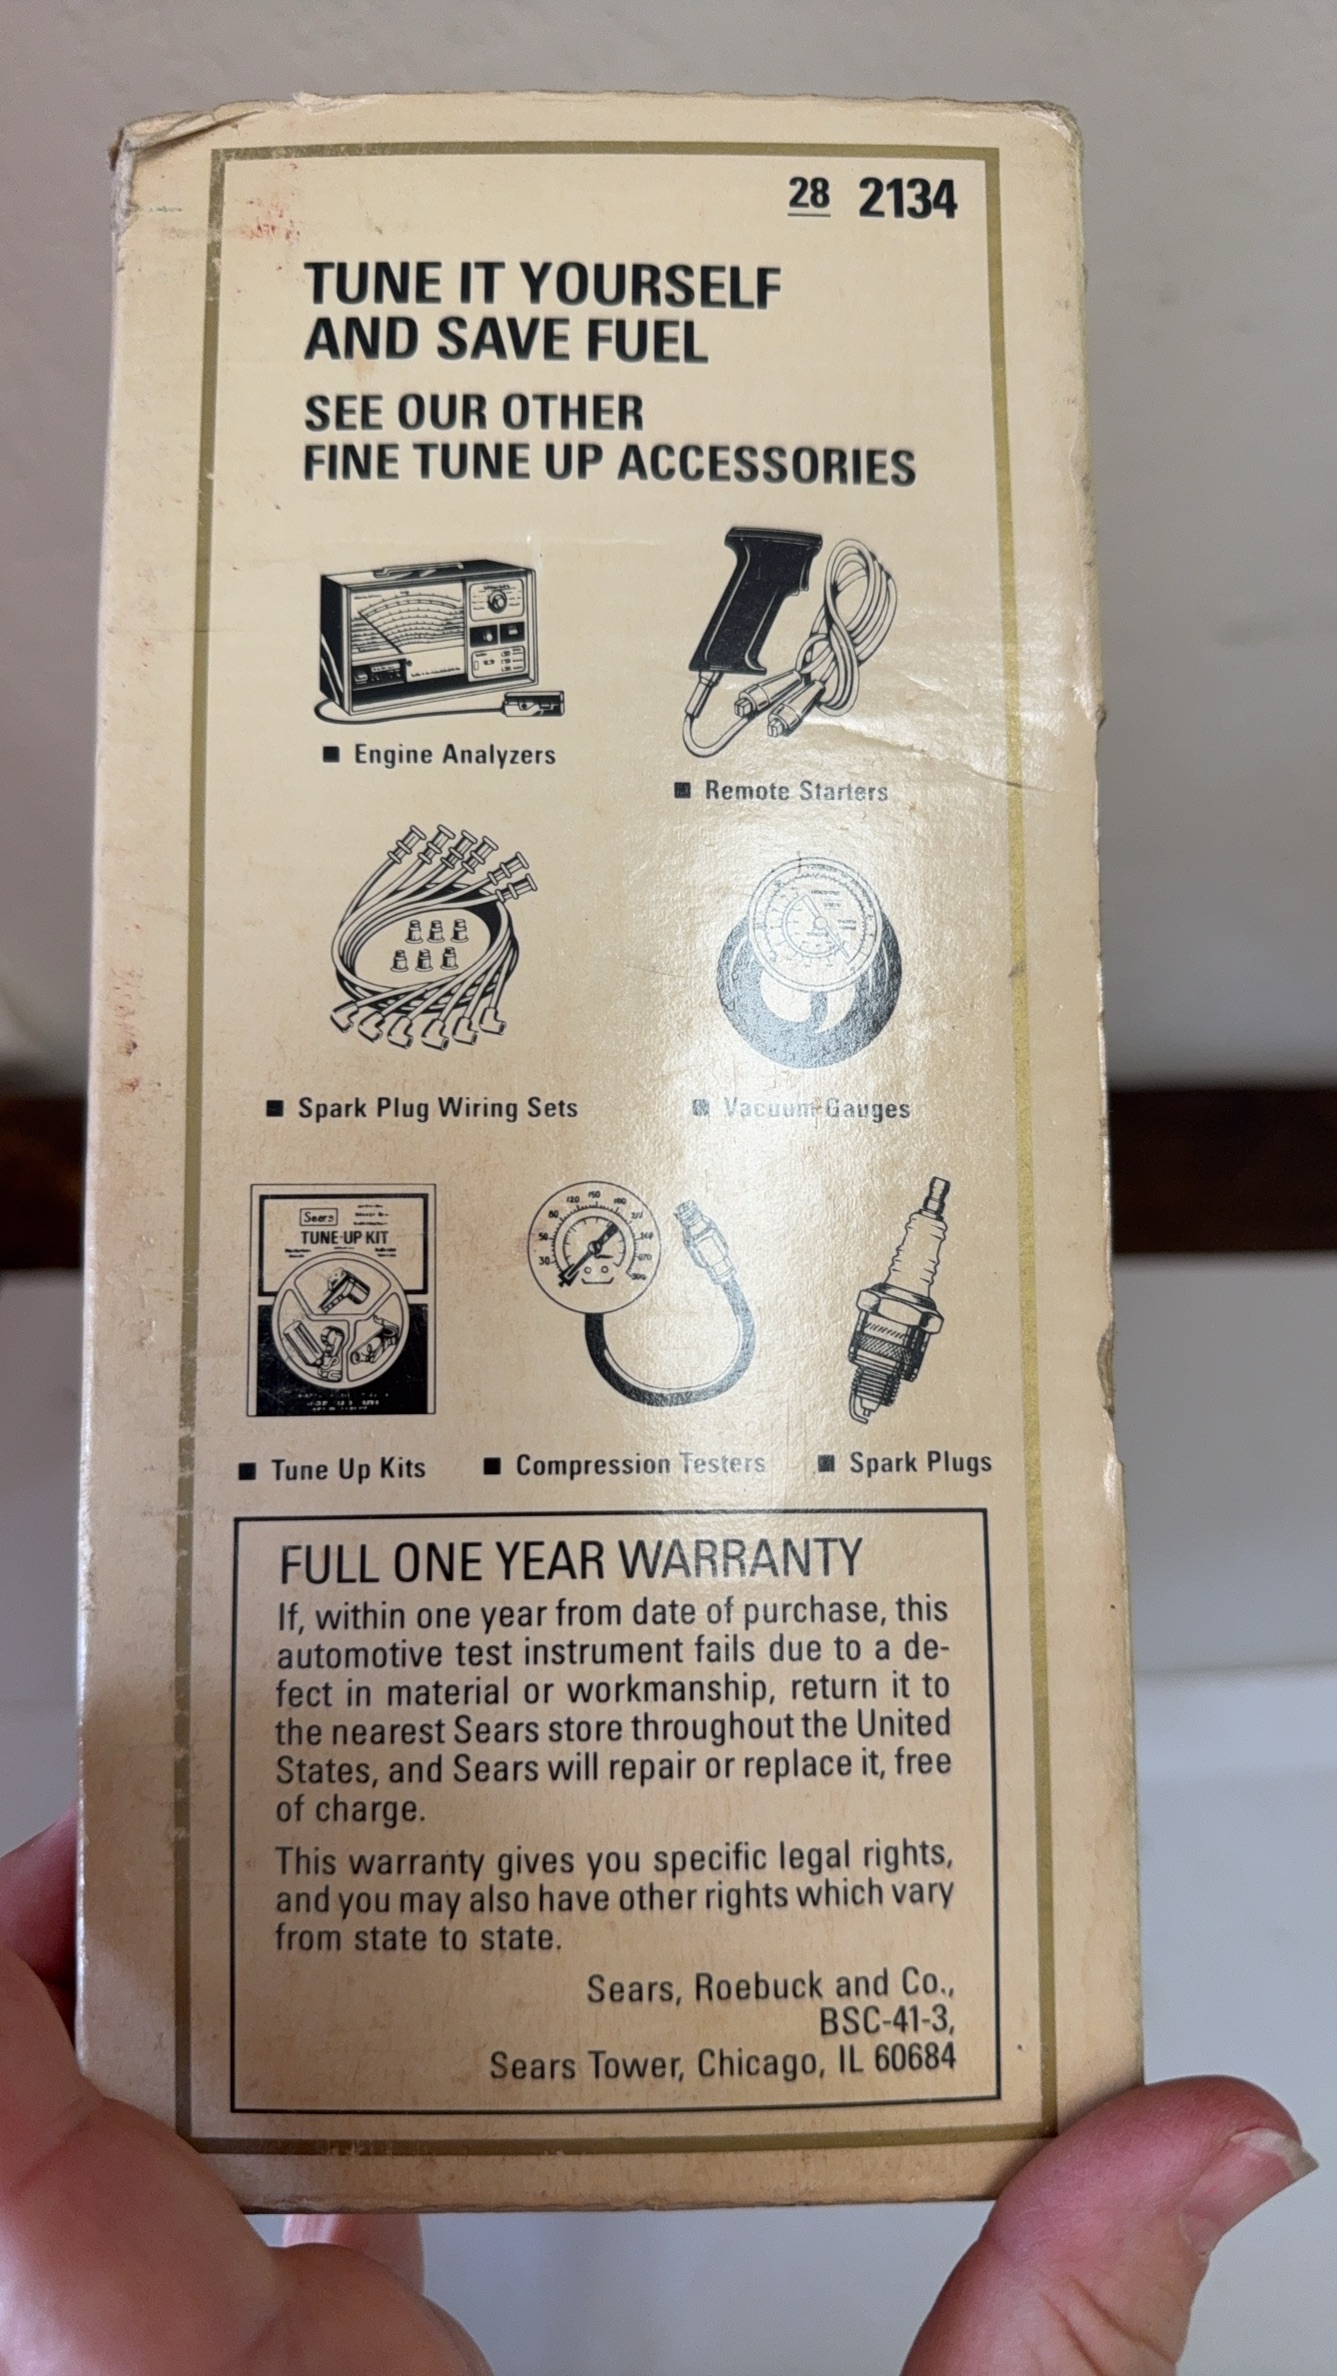 28 2134
TUNE IT YOURSELF
AND SAVE FUEL
SEE OUR OTHER
FINE TUNE UP ACCESSORIES
■ Engine Analyzers
■ Remote Starters
■ Spark Plug Wiring Sets
■ Vacuum Gauges
Sears
TUNE-UP KIT
30 50 80 120 150 180
■ Tune Up Kits
■ Compression Testers
■ Spark Plugs
FULL ONE YEAR WARRANTY
If, within one year from date of purchase, this
automotive test instrument fails due to a de-
fect in material or workmanship, return it to
the nearest Sears store throughout the United
States, and Sears will repair or replace it, free
of charge.
This warranty gives you specific legal rights,
and you may also have other rights which vary
from state to state.
Sears, Roebuck and Co.,
BSC-41-3,
Sears Tower, Chicago, IL 60684